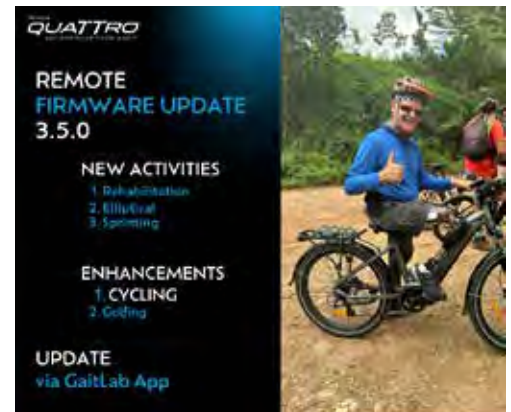 QUATTRO
REMOTE
FIRMWARE UPDATE
3.5.0
NEW ACTIVITIES
1. Rehabilitation
2. Elliptical
3. Sprinting
ENHANCEMENTS
1. CYCLING
2. Golfing
UPDATE
via GaitLab App